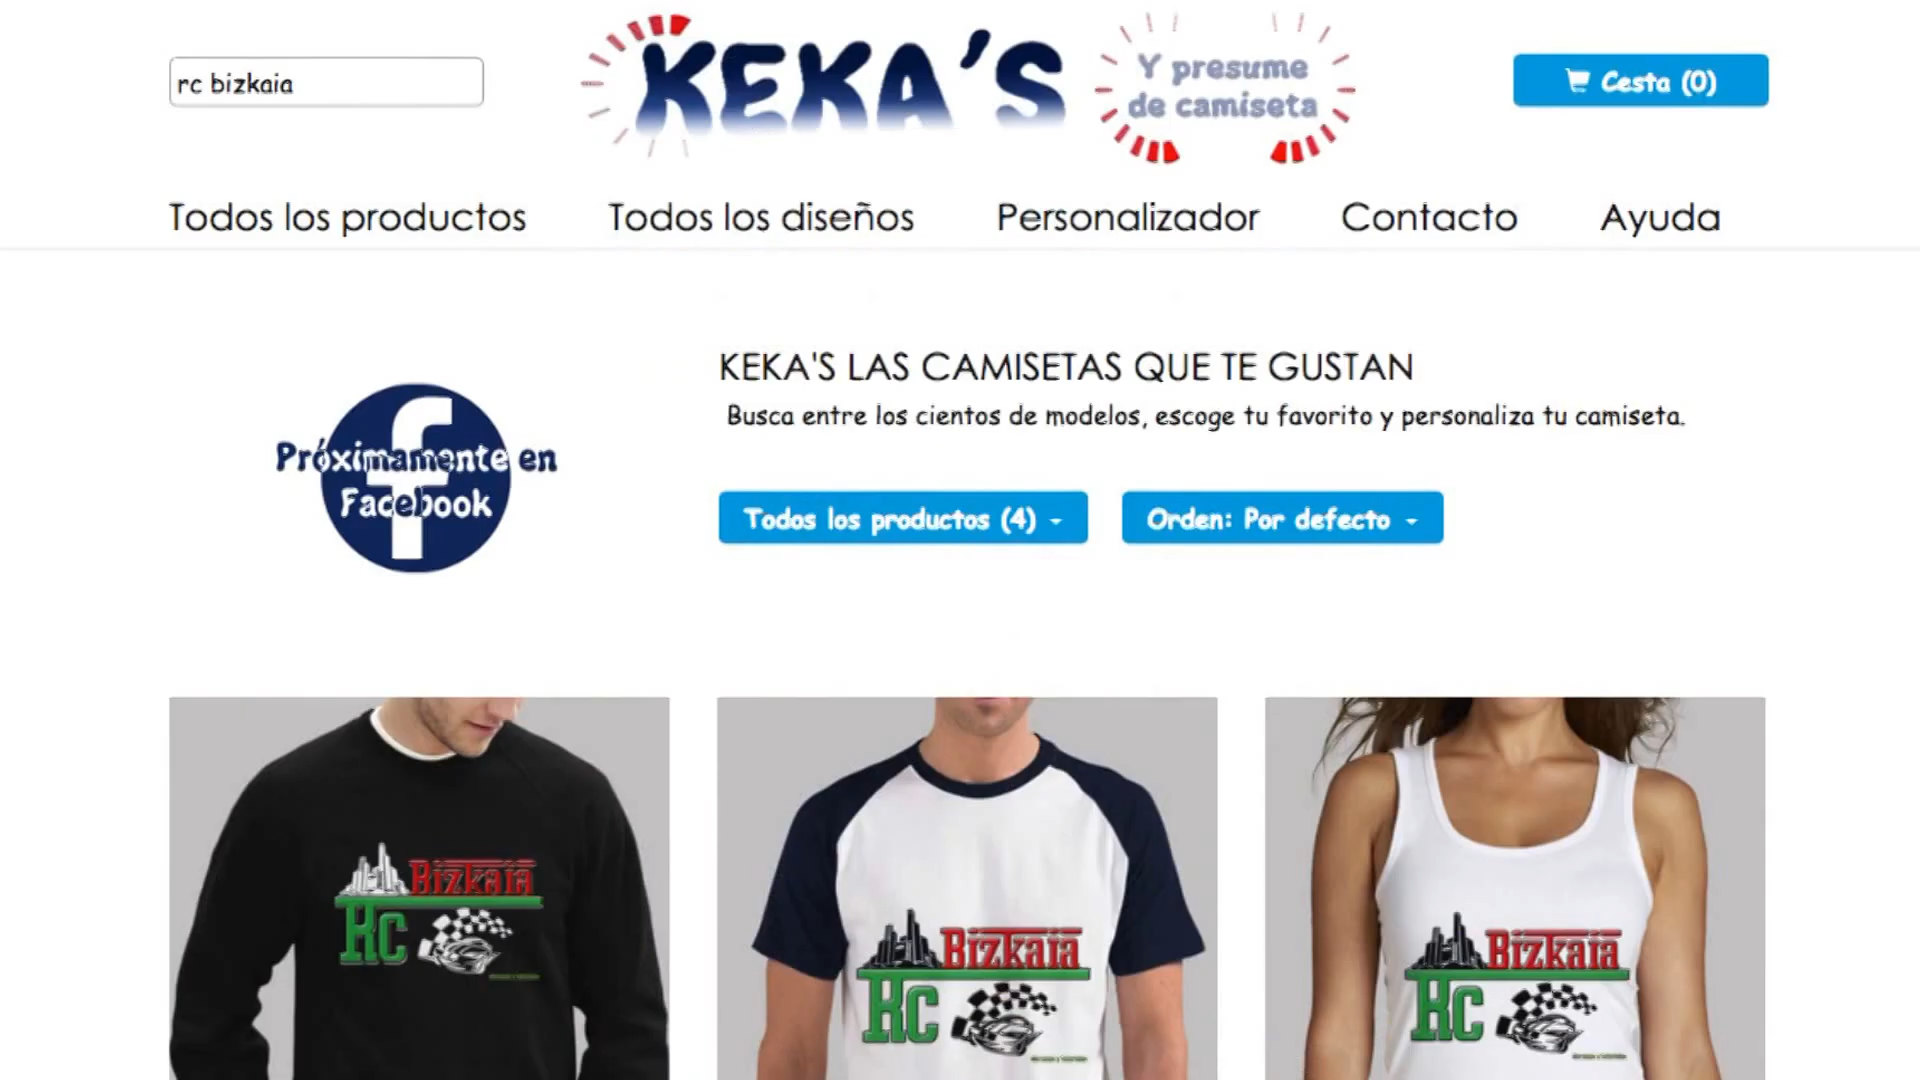 rc bizkaia
KEKA'S
Y presume
de camiseta
Cesta (0)
Todos los productos
Todos los diseños
Personalizador
Contacto
Ayuda
KEKA'S LAS CAMISETAS QUE TE GUSTAN
Busca entre los cientos de modelos, escoge tu favorito y personaliza tu camiseta.
Próximamente en
Facebook
Todos los productos (4)
Orden: Por defecto
Bizkaia
RC
Bizkaia
RC
Bizkaia
RC